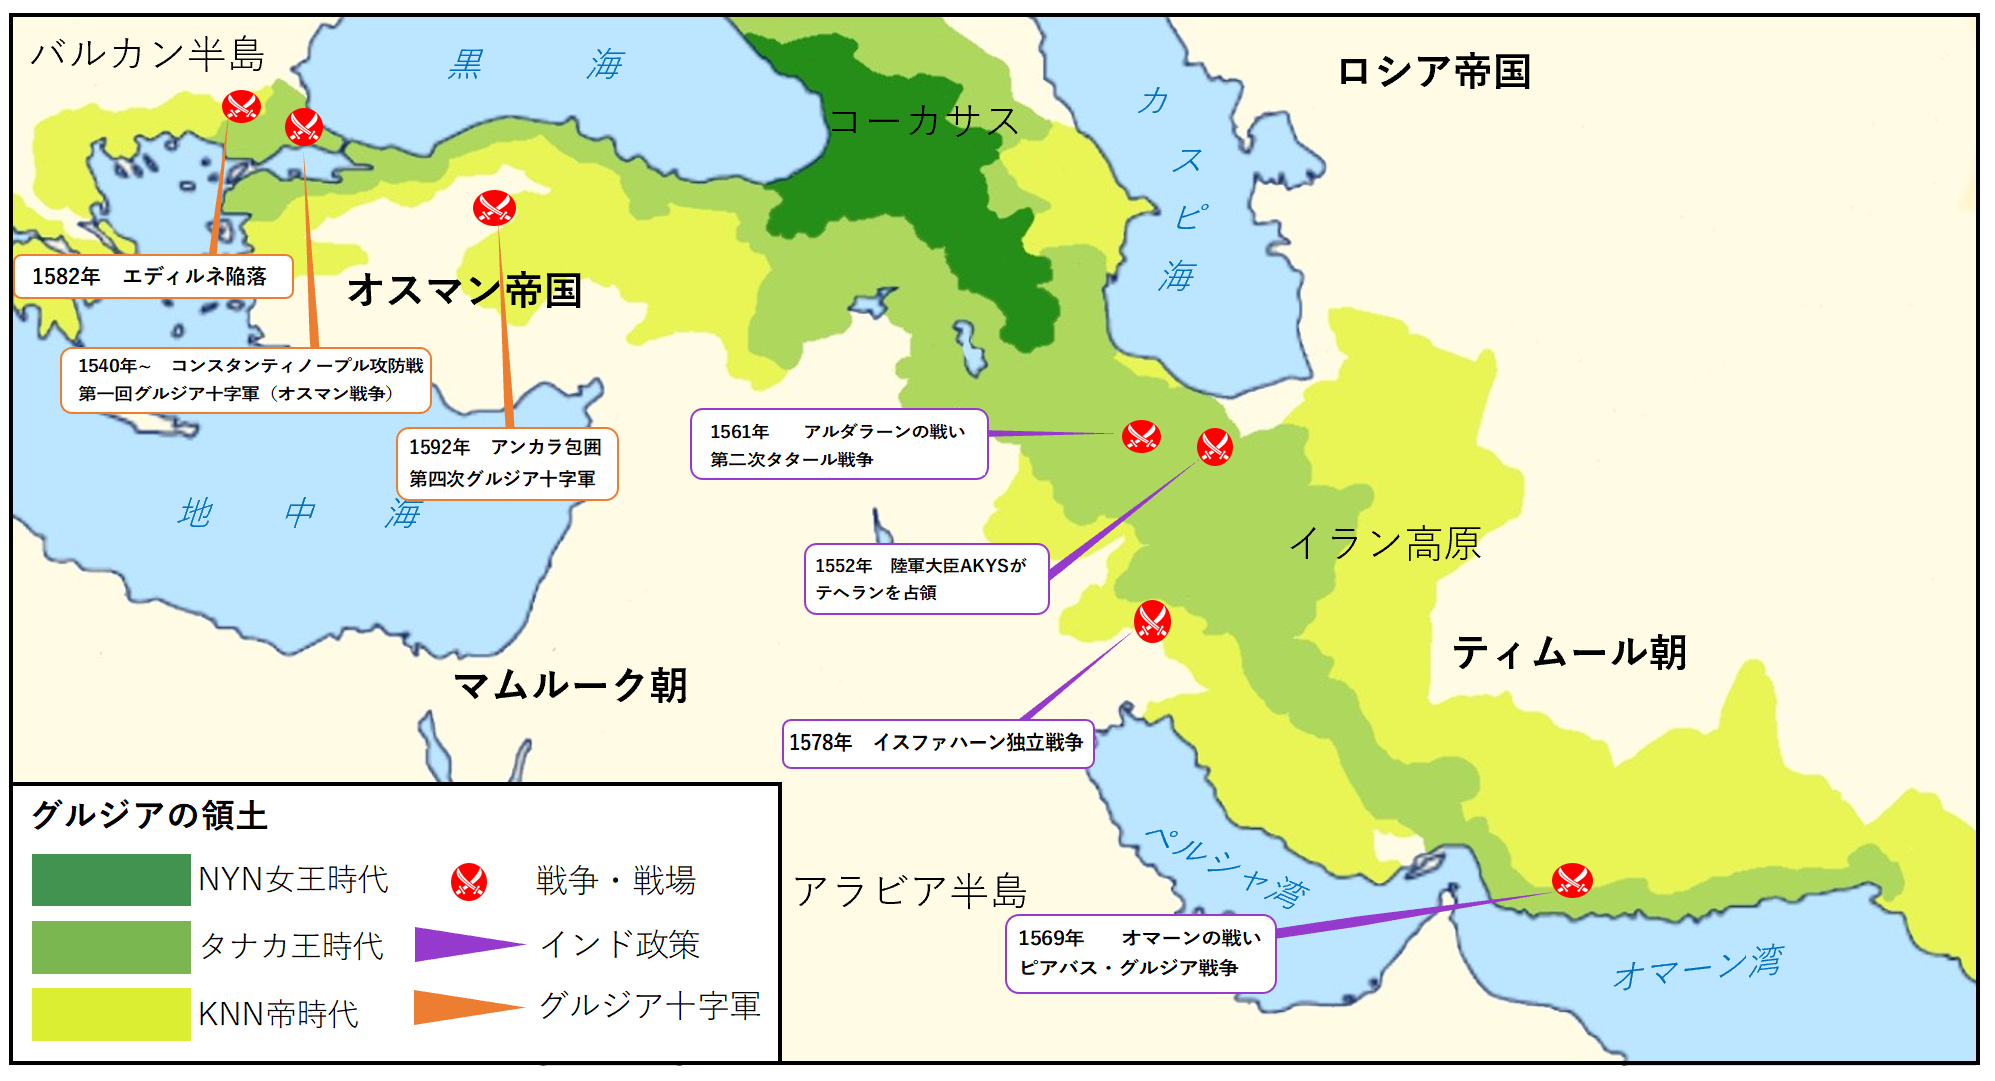 バルカン半島
黒海
カスピ海
ロシア帝国
コーカサス
オスマン帝国
1582年 エディルネ陥落
1540年~ コンスタンティノープル攻防戦
第一回グルジア十字軍（オスマン戦争）
1592年 アンカラ包囲
第四次グルジア十字軍
地中海
1561年 アルダラーンの戦い
第二次タタール戦争
1552年 陸軍大臣AKYSが
テヘランを占領
イラン高原
ティムール朝
マムルーク朝
1578年 イスファハーン独立戦争
ペルシャ湾
アラビア半島
1569年 オマーンの戦い
ピアバス・グルジア戦争
オマーン湾
グルジアの領土
NYN女王時代
タナカ王時代
KNN帝時代
戦争・戦場
インド政策
グルジア十字軍